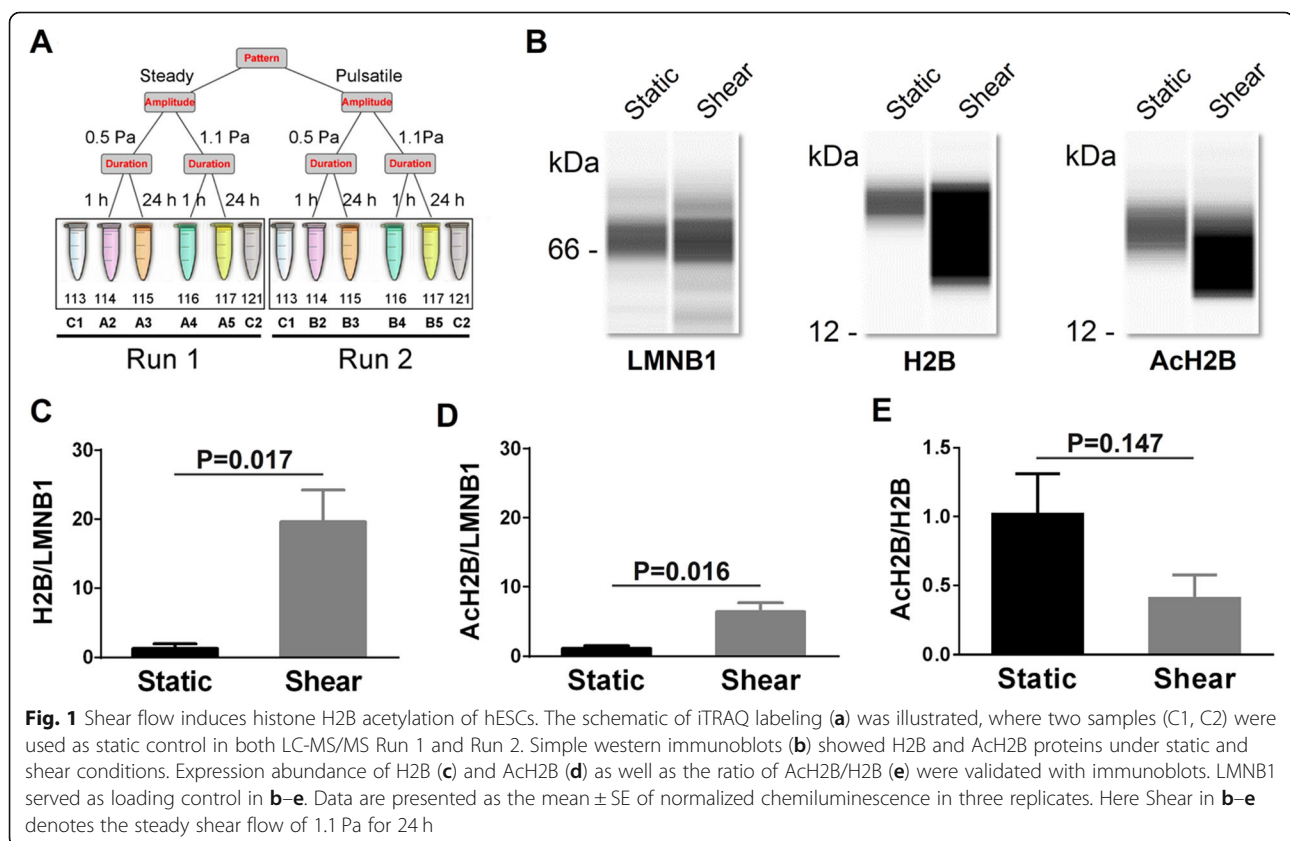 A
Pattern
Steady
Pulsatile
Amplitude
Amplitude
0.5 Pa
1.1 Pa
0.5 Pa
1.1Pa
Duration
Duration
Duration
Duration
1 h
24 h
1 h
24 h
1 h
24 h
1 h
24 h
113 114 115 116 117 121
113 114 115 116 117 121
C1 A2 A3 A4 A5 C2
C1 B2 B3 B4 B5 C2
Run 1
Run 2
B
Static
Shear
kDa
66 -
LMNB1
Static
Shear
kDa
12 -
H2B
Static
Shear
kDa
12 -
AcH2B
C
H2B/LMNB1
30
20
10
0
P=0.017
Static
Shear
D
AcH2B/LMNB1
30
20
10
0
P=0.016
Static
Shear
E
AcH2B/H2B
1.5
1.0
0.5
0.0
P=0.147
Static
Shear
Fig. 1 Shear flow induces histone H2B acetylation of hESCs. The schematic of iTRAQ labeling (a) was illustrated, where two samples (C1, C2) were
used as static control in both LC-MS/MS Run 1 and Run 2. Simple western immunoblots (b) showed H2B and AcH2B proteins under static and
shear conditions. Expression abundance of H2B (c) and AcH2B (d) as well as the ratio of AcH2B/H2B (e) were validated with immunoblots. LMNB1
served as loading control in b–e. Data are presented as the mean ± SE of normalized chemiluminescence in three replicates. Here Shear in b–e
denotes the steady shear flow of 1.1 Pa for 24 h